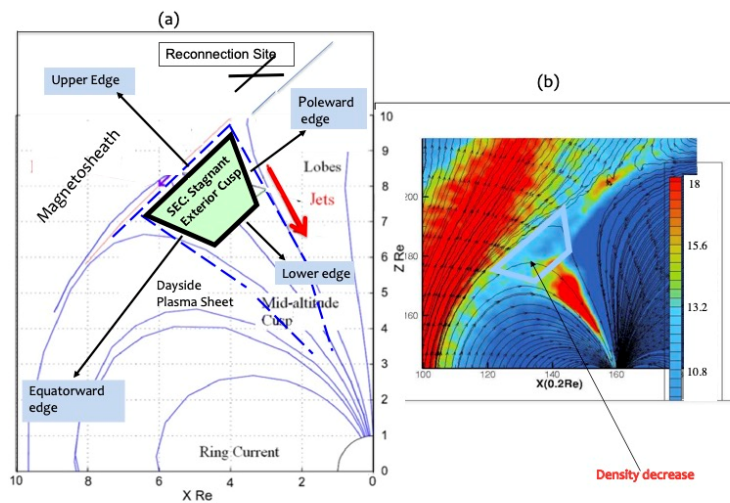 (a)
Reconnection Site
Upper Edge
Poleward
edge
Magnetosheath
SEC: Stagnant
Exterior Cusp
Lobes
Jets
Lower edge
Dayside
Plasma Sheet
Mid-altitude
Cusp
Equatorward
edge
Ring Current
10 8 6 4 2 0
X Re
10
9
8
7
6
5
4
3
2
1
0
(b)
Z Re
200
180
160
140
100 120 140 160
X(0.2Re)
18
15.6
13.2
10.8
Density decrease